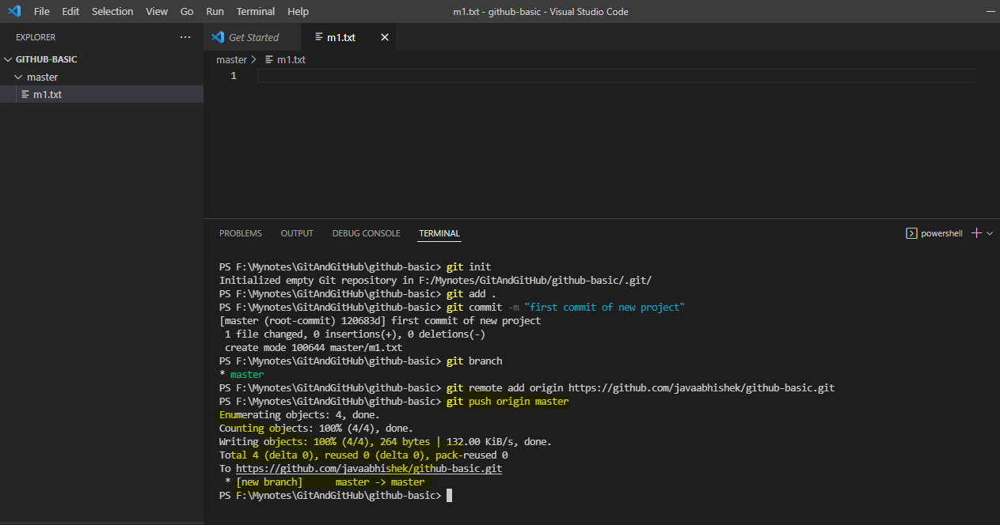 File Edit Selection View Go Run Terminal Help m1.txt - github-basic - Visual Studio Code
EXPLORER ···
Get Started
m1.txt
GITHUB-BASIC
master
m1.txt
master > m1.txt
1
PROBLEMS OUTPUT DEBUG CONSOLE TERMINAL
powershell
PS F:\Mynotes\GitAndGitHub\github-basic> git init
Initialized empty Git repository in F:/Mynotes/GitAndGitHub/github-basic/.git/
PS F:\Mynotes\GitAndGitHub\github-basic> git add .
PS F:\Mynotes\GitAndGitHub\github-basic> git commit -m "first commit of new project"
[master (root-commit) 120683d] first commit of new project
 1 file changed, 0 insertions(+), 0 deletions(-)
 create mode 100644 master/m1.txt
PS F:\Mynotes\GitAndGitHub\github-basic> git branch
* master
PS F:\Mynotes\GitAndGitHub\github-basic> git remote add origin https://github.com/javaabhishek/github-basic.git
PS F:\Mynotes\GitAndGitHub\github-basic> git push origin master
Enumerating objects: 4, done.
Counting objects: 100% (4/4), done.
Writing objects: 100% (4/4), 264 bytes | 132.00 KiB/s, done.
Total 4 (delta 0), reused 0 (delta 0), pack-reused 0
To https://github.com/javaabhishek/github-basic.git
 * [new branch]      master -> master
PS F:\Mynotes\GitAndGitHub\github-basic>